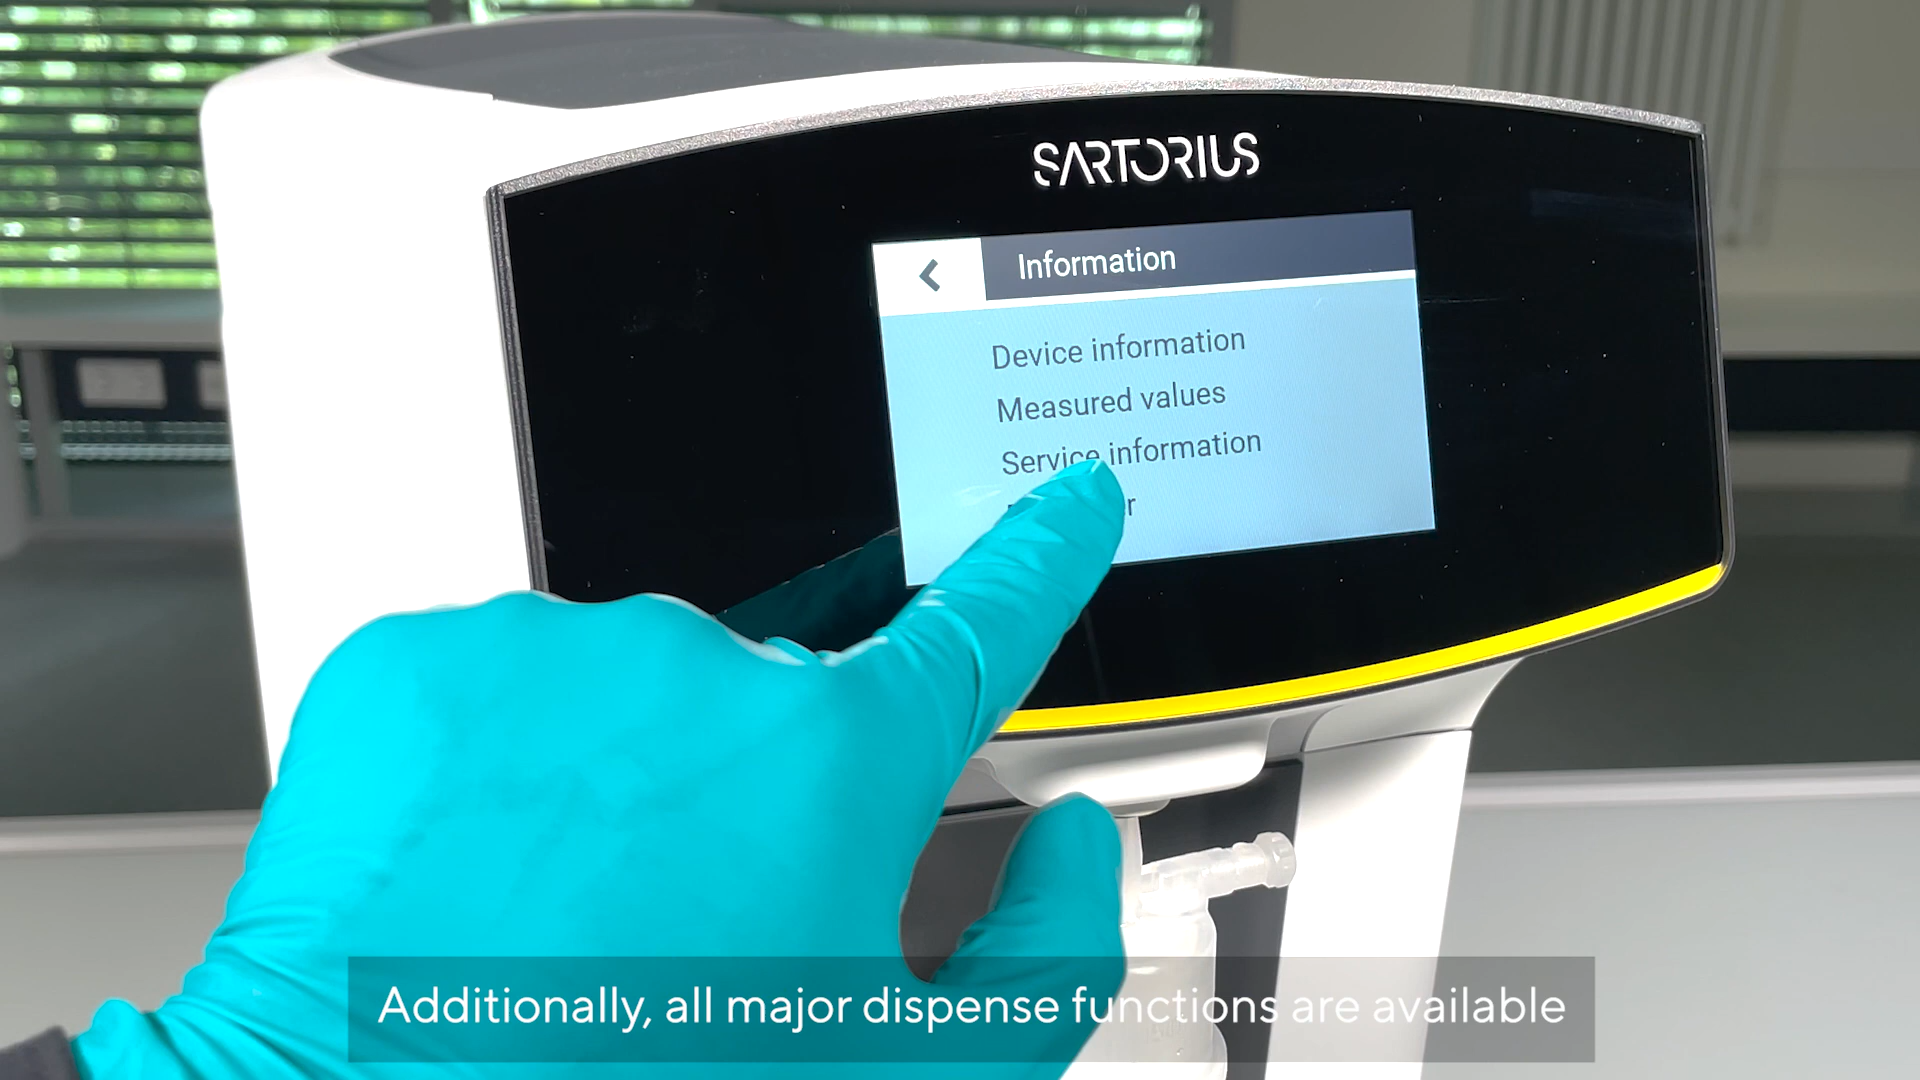 SARTORIUS
Information
Device information
Measured values
Service information
Additionally, all major dispense functions are available